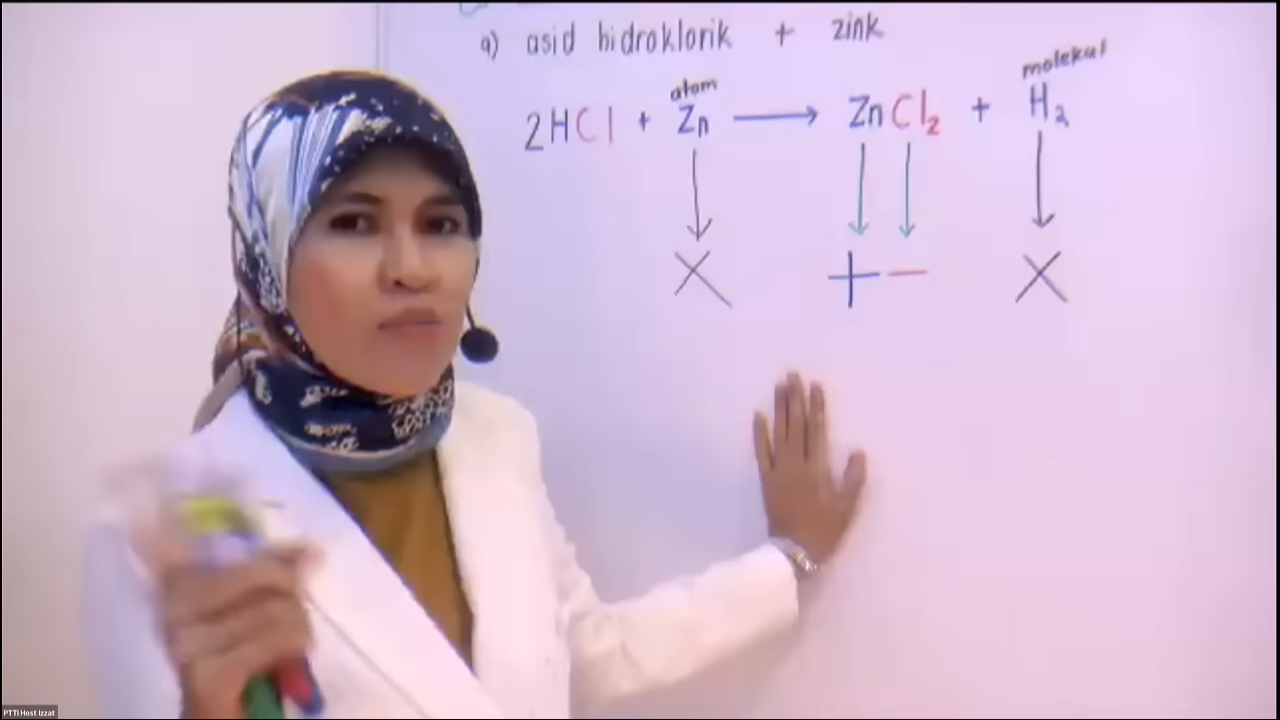 a) asid hidroklorik + zink
atom molekul
2HCl + Zn → ZnCl₂ + H₂
X + − X
PTTI Host Izzat